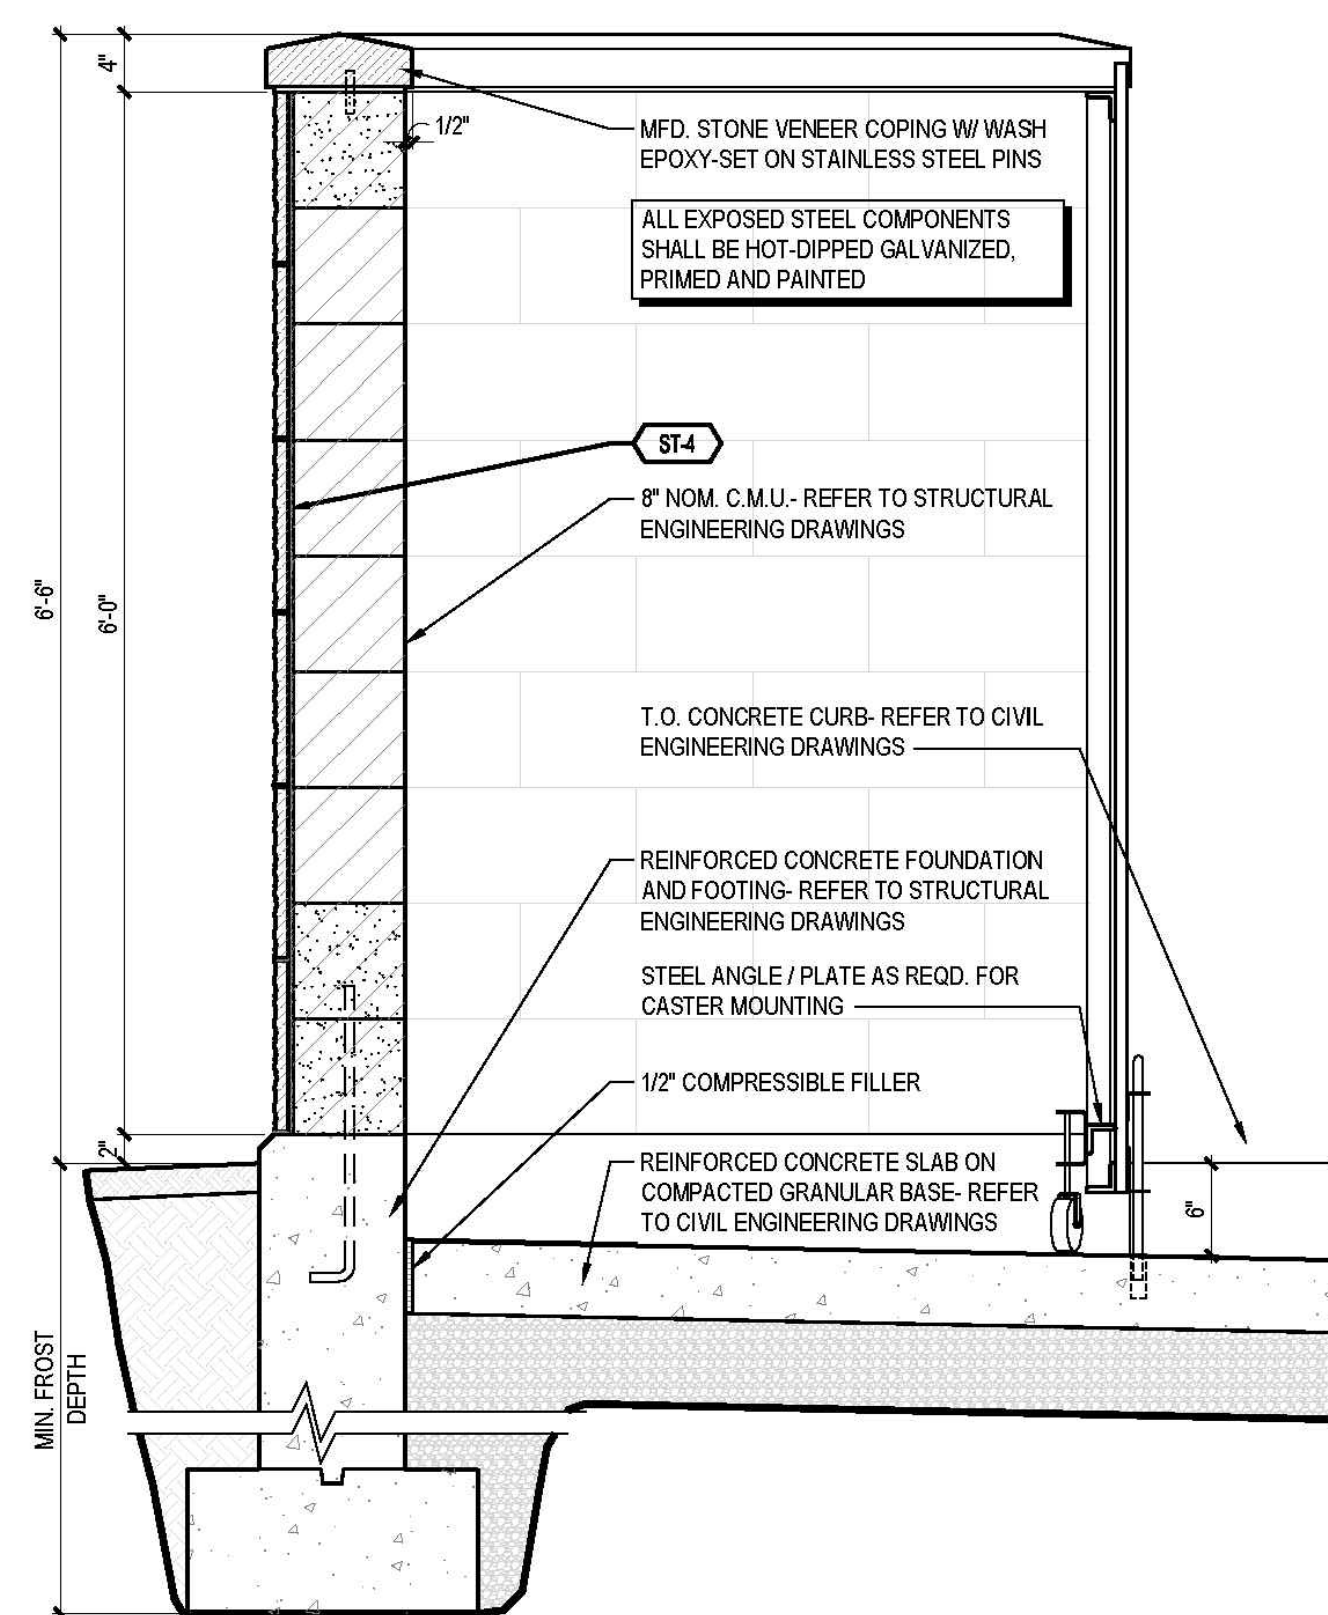 4"
1/2"
MFD. STONE VENEER COPING W/ WASH
EPOXY-SET ON STAINLESS STEEL PINS
ALL EXPOSED STEEL COMPONENTS
SHALL BE HOT-DIPPED GALVANIZED,
PRIMED AND PAINTED
ST-4
8" NOM. C.M.U.- REFER TO STRUCTURAL
ENGINEERING DRAWINGS
6'-6"
6'-0"
T.O. CONCRETE CURB- REFER TO CIVIL
ENGINEERING DRAWINGS
REINFORCED CONCRETE FOUNDATION
AND FOOTING- REFER TO STRUCTURAL
ENGINEERING DRAWINGS
STEEL ANGLE / PLATE AS REQD. FOR
CASTER MOUNTING
1/2" COMPRESSIBLE FILLER
2"
REINFORCED CONCRETE SLAB ON
COMPACTED GRANULAR BASE- REFER
TO CIVIL ENGINEERING DRAWINGS
6"
MIN. FROST
DEPTH